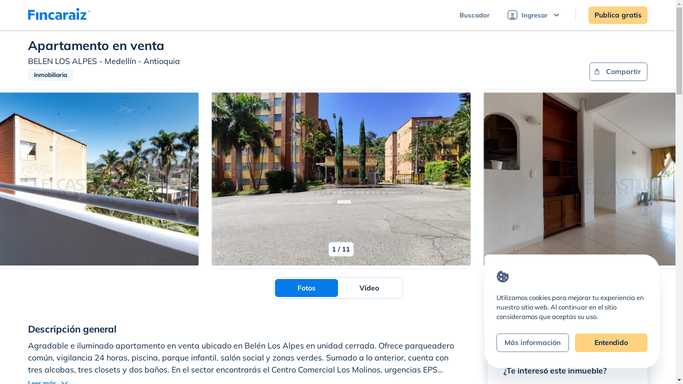 Fincaraiz
Buscador
Ingresar
Publica gratis
Apartamento en venta
BELEN LOS ALPES - Medellín - Antioquia
Inmobiliaria
Compartir
1 / 11
Fotos
Video
Descripción general
Agradable e iluminado apartamento en venta ubicado en Belén Los Alpes en unidad cerrada. Ofrece parqueadero
común, vigilancia 24 horas, piscina, parque infantil, salón social y zonas verdes. Sumado a lo anterior, cuenta con
tres alcobas, tres closets y dos baños. En el sector encontrarás el Centro Comercial Los Molinos, urgencias EPS...
Leer más
Utilizamos cookies para mejorar tu experiencia en
nuestro sitio web. Al continuar en el sitio
consideramos que aceptas su uso.
Más información
Entendido
¿Te interesó este inmueble?